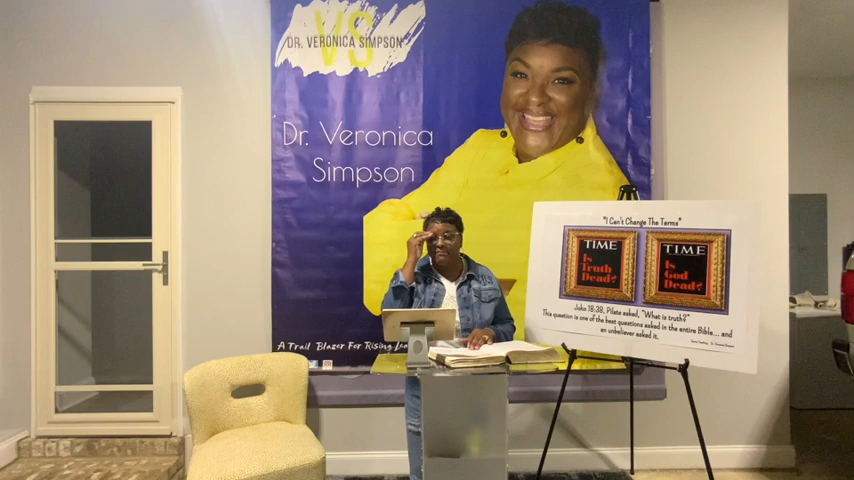 VS
DR. VERONICA SIMPSON
Dr. Veronica
Simpson
A Trail Blazer For Rising
"I Can't Change The Terms"
TIME
Is
Truth
Dead?
TIME
Is
God
Dead?
John 18:38, Pilate asked, "What is truth?"
This question is one of the best questions asked in the entire Bible... and
an unbeliever asked it.